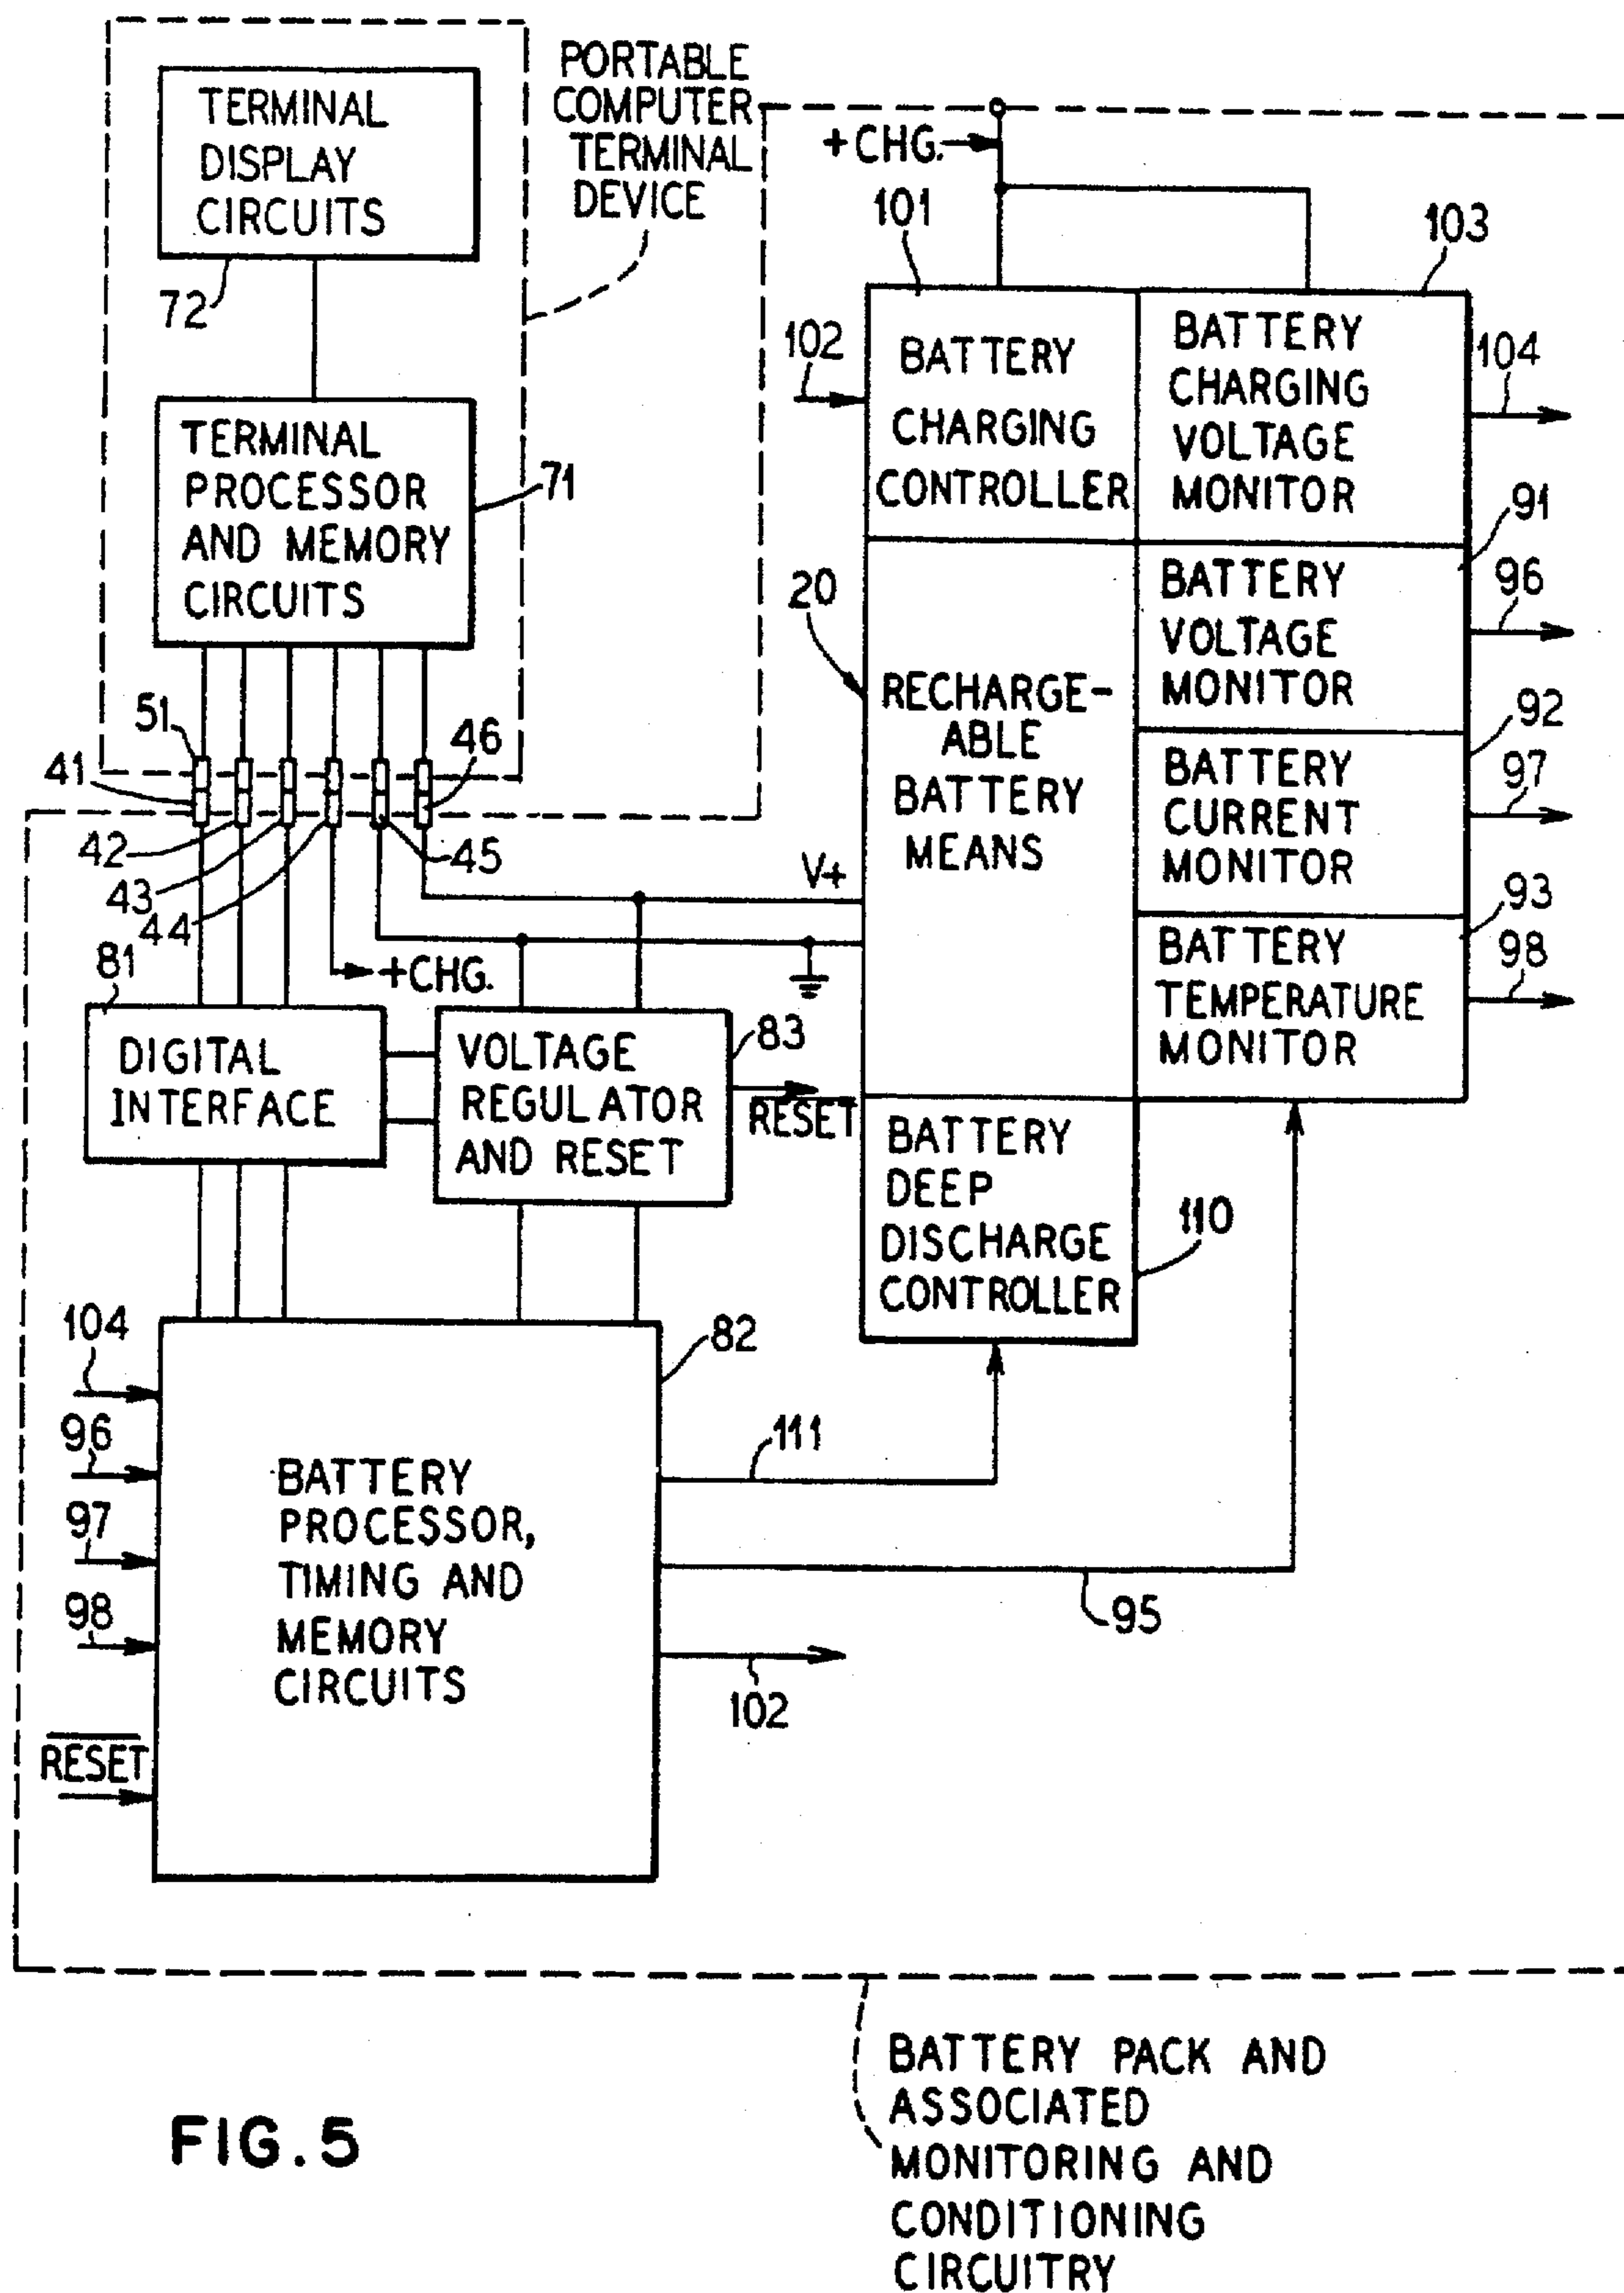 TERMINAL
DISPLAY
CIRCUITS
72
PORTABLE
COMPUTER
TERMINAL
DEVICE
TERMINAL
PROCESSOR
AND MEMORY
CIRCUITS
71
51
41
42
43
44
45
46
+CHG.
+CHG.
101
103
102
BATTERY
CHARGING
CONTROLLER
BATTERY
CHARGING
VOLTAGE
MONITOR
104
91
20
RECHARGE-
ABLE
BATTERY
MEANS
BATTERY
VOLTAGE
MONITOR
96
92
BATTERY
CURRENT
MONITOR
97
93
BATTERY
TEMPERATURE
MONITOR
98
V+
81
DIGITAL
INTERFACE
VOLTAGE
REGULATOR
AND RESET
83
RESET
BATTERY
DEEP
DISCHARGE
CONTROLLER
110
104
96
97
98
RESET
82
BATTERY
PROCESSOR,
TIMING AND
MEMORY
CIRCUITS
111
95
102
BATTERY PACK AND
ASSOCIATED
MONITORING AND
CONDITIONING
CIRCUITRY
FIG. 5